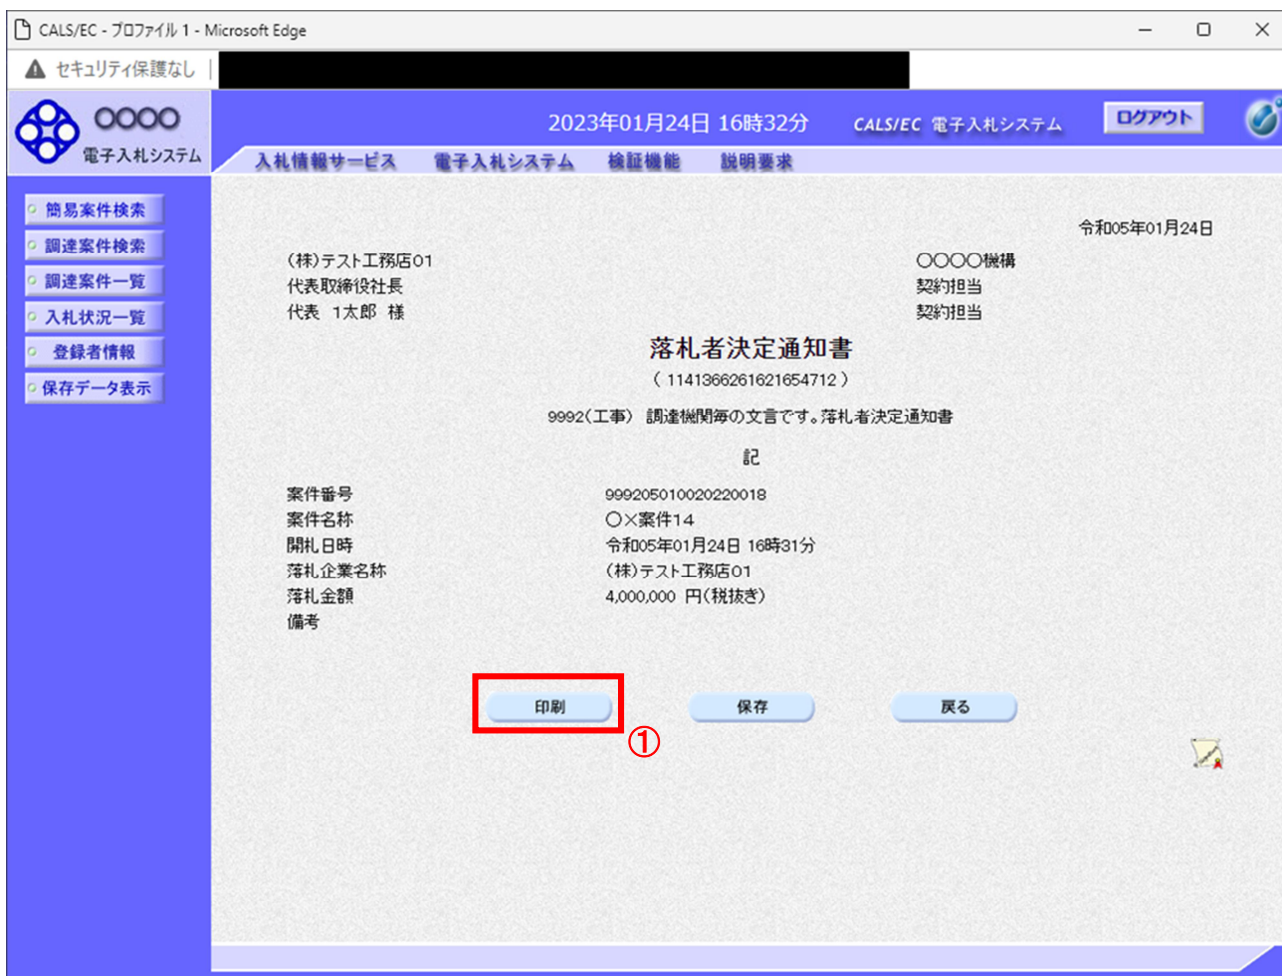 CALS/EC - プロファイル 1 - Microsoft Edge
セキュリティ保護なし
〇〇〇〇
電子入札システム
2023年01月24日 16時32分
CALS/EC 電子入札システム
ログアウト
入札情報サービス 電子入札システム 検証機能 説明要求
簡易案件検索
調達案件検索
調達案件一覧
入札状況一覧
登録者情報
保存データ表示
令和05年01月24日
(株)テスト工務店01
代表取締役社長
代表 1太郎 様
〇〇〇〇機構
契約担当
契約担当
落札者決定通知書
( 1141366261621654712 )
9992(工事) 調達機関毎の文言です。落札者決定通知書
記
案件番号 999205010020220018
案件名称 〇×案件14
開札日時 令和05年01月24日 16時31分
落札企業名称 (株)テスト工務店01
落札金額 4,000,000 円(税抜き)
備考
印刷 保存 戻る
①